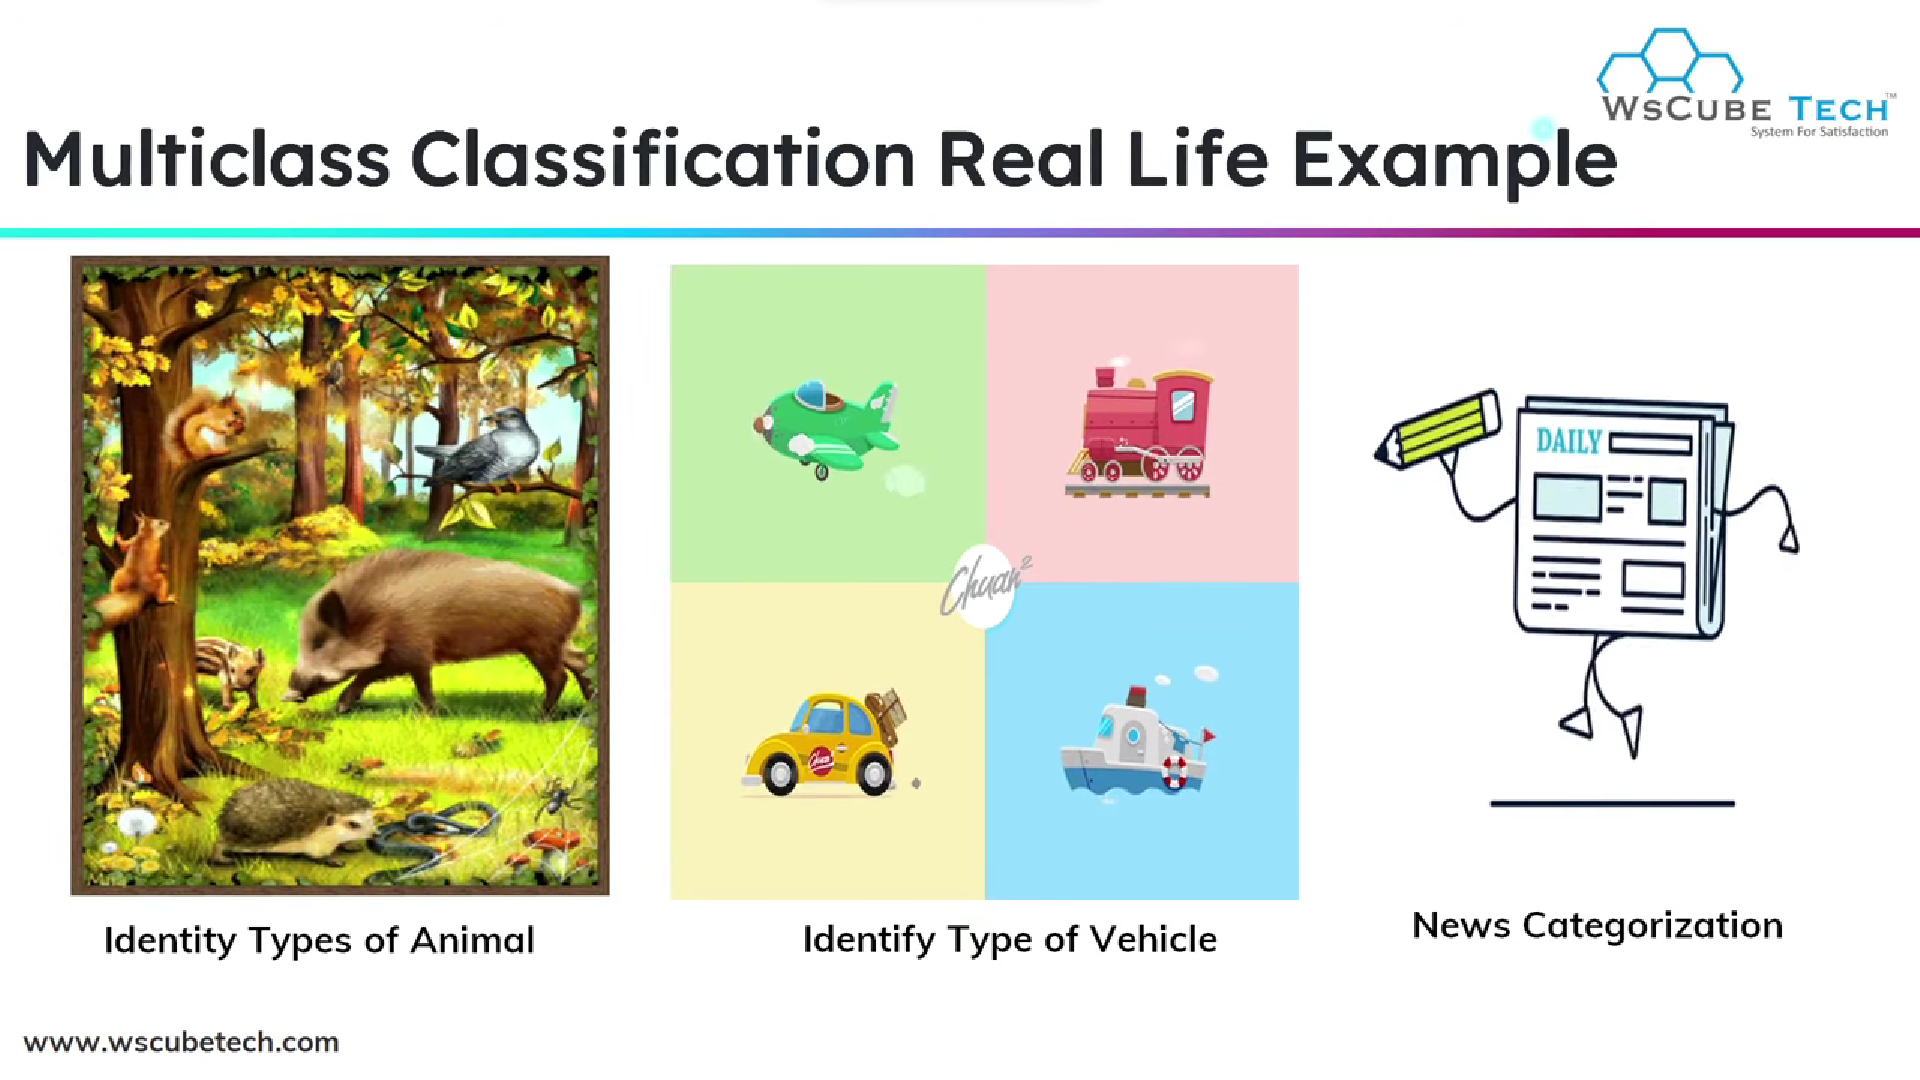 WsCube Tech™
System For Satisfaction
Multiclass Classification Real Life Example
Chuan²
DAILY
Chuan
Identity Types of Animal
Identify Type of Vehicle
News Categorization
www.wscubetech.com